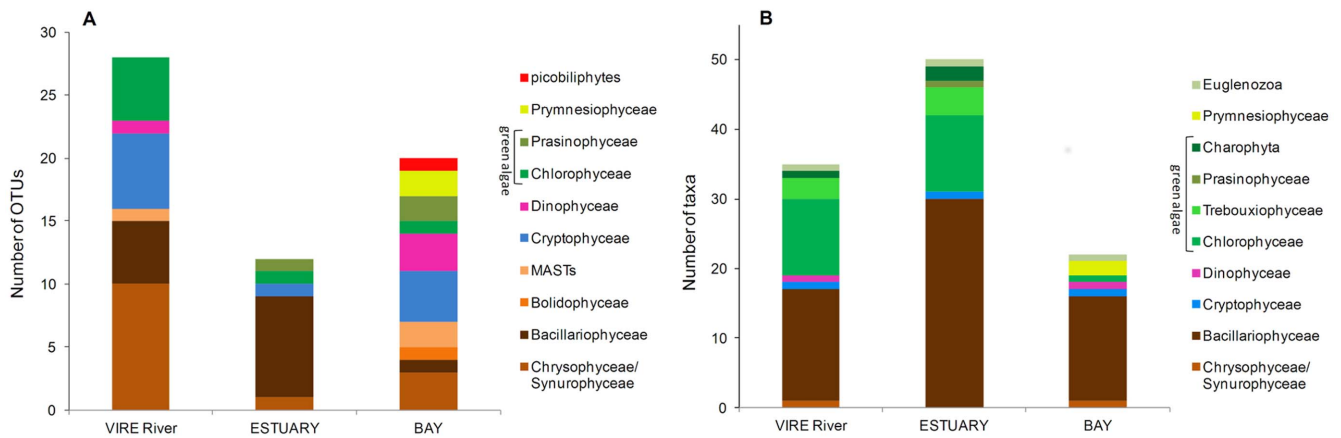 A
30
25
20
15
10
5
0
Number of OTUs
VIRE River
ESTUARY
BAY
picobiliphytes
Prymnesiophyceae
Prasinophyceae
Chlorophyceae
green algae
Dinophyceae
Cryptophyceae
MASTs
Bolidophyceae
Bacillariophyceae
Chrysophyceae/
Synurophyceae
B
50
40
30
20
10
0
Number of taxa
VIRE River
ESTUARY
BAY
Euglenozoa
Prymnesiophyceae
Charophyta
Prasinophyceae
Trebouxiophyceae
Chlorophyceae
green algae
Dinophyceae
Cryptophyceae
Bacillariophyceae
Chrysophyceae/
Synurophyceae